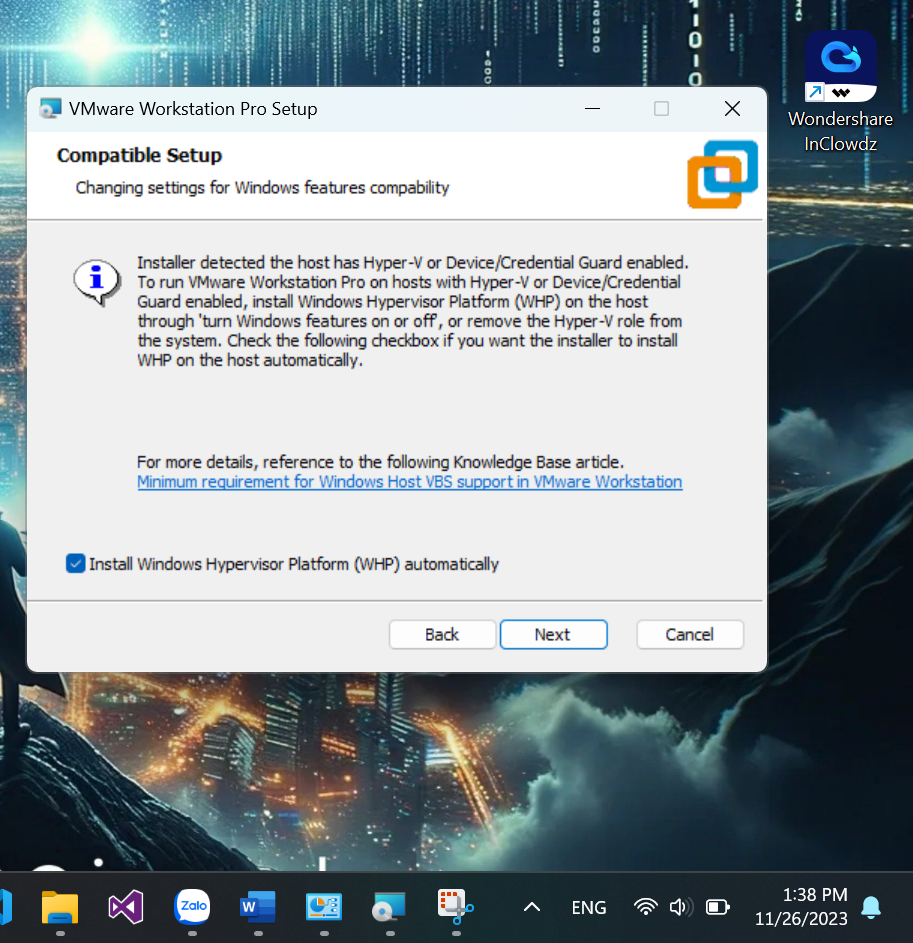 Wondershare
InClowdz
VMware Workstation Pro Setup
Compatible Setup
Changing settings for Windows features compability
Installer detected the host has Hyper-V or Device/Credential Guard enabled.
To run VMware Workstation Pro on hosts with Hyper-V or Device/Credential
Guard enabled, install Windows Hypervisor Platform (WHP) on the host
through 'turn Windows features on or off', or remove the Hyper-V role from
the system. Check the following checkbox if you want the installer to install
WHP on the host automatically.
For more details, reference to the following Knowledge Base article.
Minimum requirement for Windows Host VBS support in VMware Workstation
Install Windows Hypervisor Platform (WHP) automatically
Back
Next
Cancel
Zalo
W
ENG
1:38 PM
11/26/2023